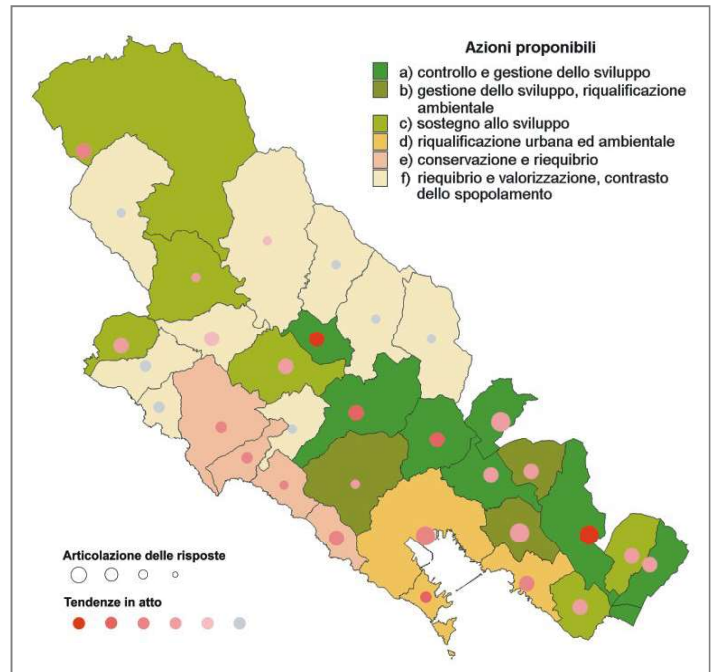 Azioni proponibili
a) controllo e gestione dello sviluppo
b) gestione dello sviluppo, riqualificazione
ambientale
c) sostegno allo sviluppo
d) riqualificazione urbana ed ambientale
e) conservazione e riequibrio
f) riequibrio e valorizzazione, contrasto
dello spopolamento
Articolazione delle risposte
Tendenze in atto